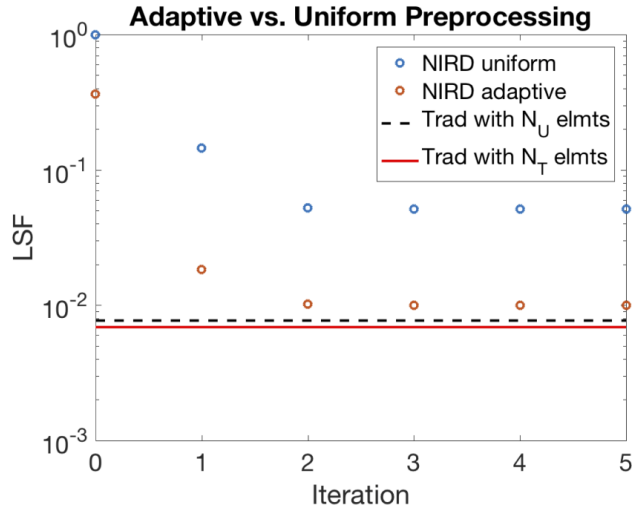 Adaptive vs. Uniform Preprocessing
10^0
10^-1
10^-2
10^-3
LSF
NIRD uniform
NIRD adaptive
Trad with N_U elmts
Trad with N_T elmts
0 1 2 3 4 5
Iteration